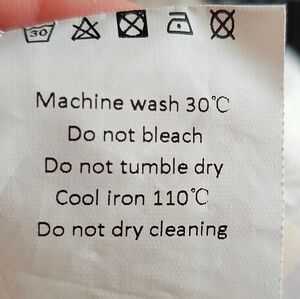 30
Machine wash 30℃
Do not bleach
Do not tumble dry
Cool iron 110℃
Do not dry cleaning